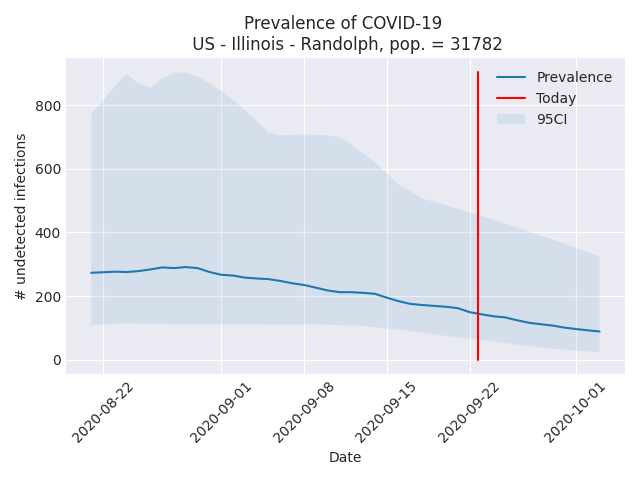 Prevalence of COVID-19
US - Illinois - Randolph, pop. = 31782
Prevalence
Today
95CI
# undetected infections
800
600
400
200
0
2020-08-22
2020-09-01
2020-09-08
2020-09-15
2020-09-22
2020-10-01
Date